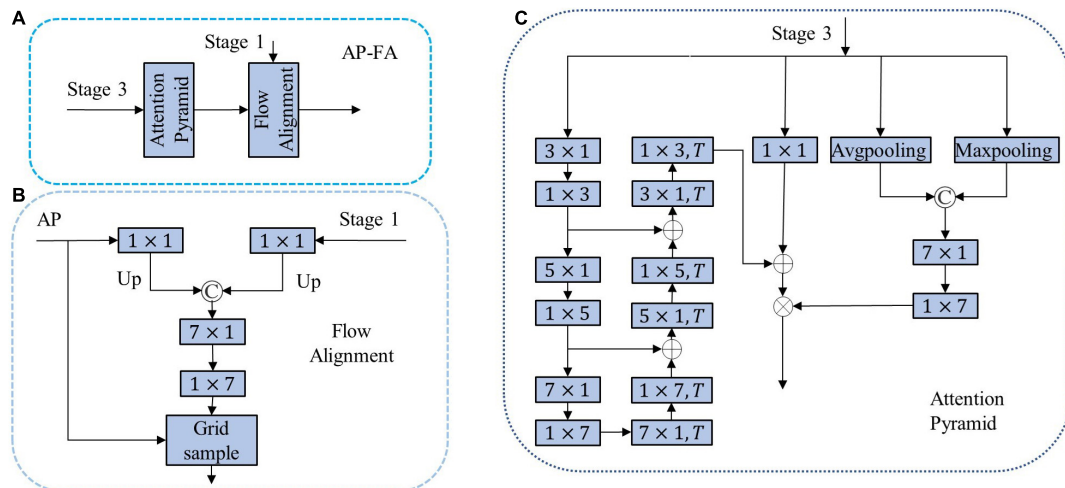 A
Stage 1
AP-FA
Stage 3
Attention
Pyramid
Flow
Alignment
B
AP
Stage 1
1 × 1
1 × 1
Up
Up
C
7 × 1
Flow
Alignment
1 × 7
Grid
sample
C
Stage 3
3 × 1
1 × 3, T
1 × 1
Avgpooling
Maxpooling
1 × 3
3 × 1, T
C
5 × 1
1 × 5, T
7 × 1
1 × 5
5 × 1, T
1 × 7
7 × 1
1 × 7, T
Attention
Pyramid
1 × 7
7 × 1, T